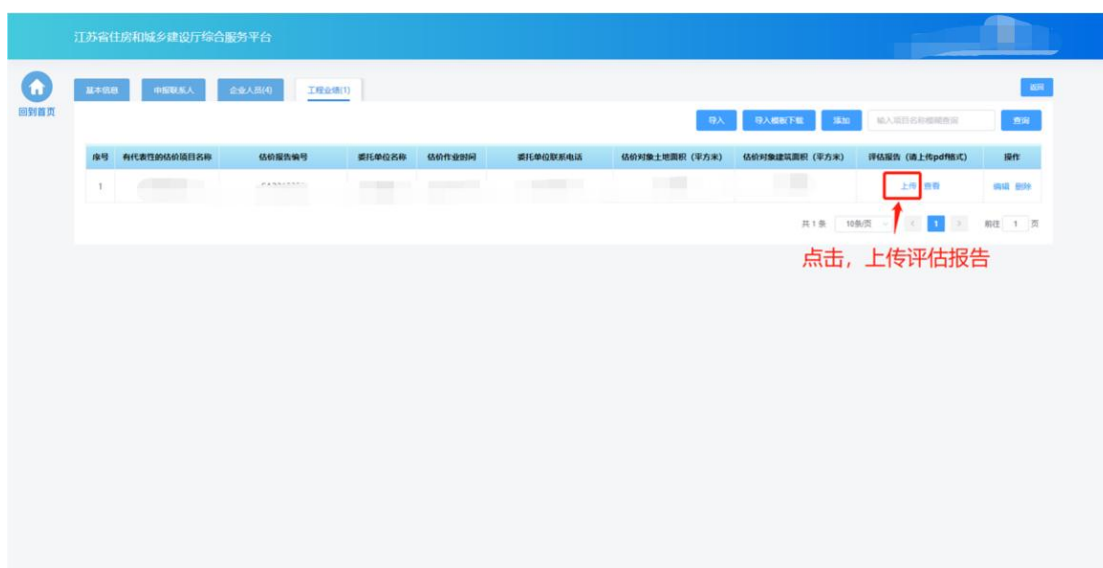 江苏省住房和城乡建设厅综合服务平台
回到首页
基本信息 申报联系人 企业人员(4) 工程业绩(1) 返回
导入 导入模板下载 添加 输入项目名称模糊查询 查询
序号 有代表性的估价项目名称 估价报告编号 委托单位名称 估价作业时间 委托单位联系电话 估价对象土地面积（平方米） 估价对象建筑面积（平方米） 评估报告（请上传pdf格式） 操作
1 上传 查看 编辑 删除
共 1 条 10条/页 < 1 > 前往 1 页
点击，上传评估报告